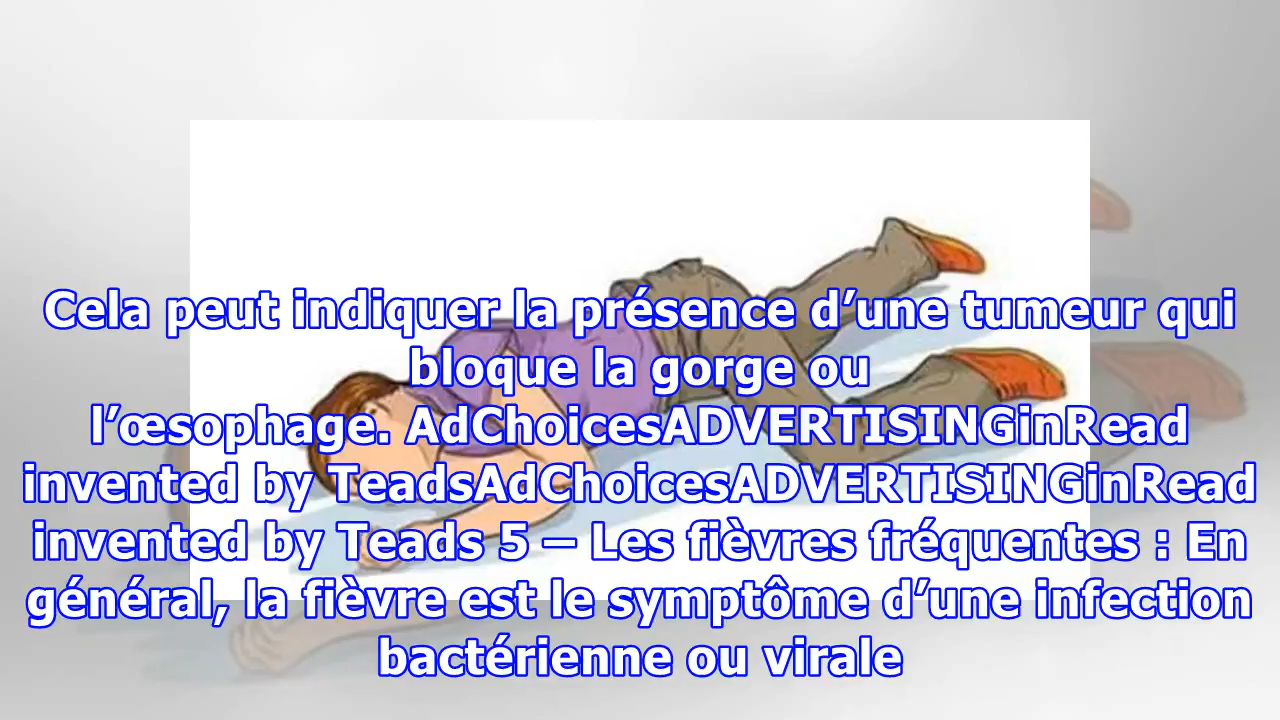 Cela peut indiquer la présence d’une tumeur qui
bloque la gorge ou
l’œsophage. AdChoicesADVERTISINGinRead
invented by TeadsAdChoicesADVERTISINGinRead
invented by Teads 5 – Les fièvres fréquentes : En
général, la fièvre est le symptôme d’une infection
bactérienne ou virale